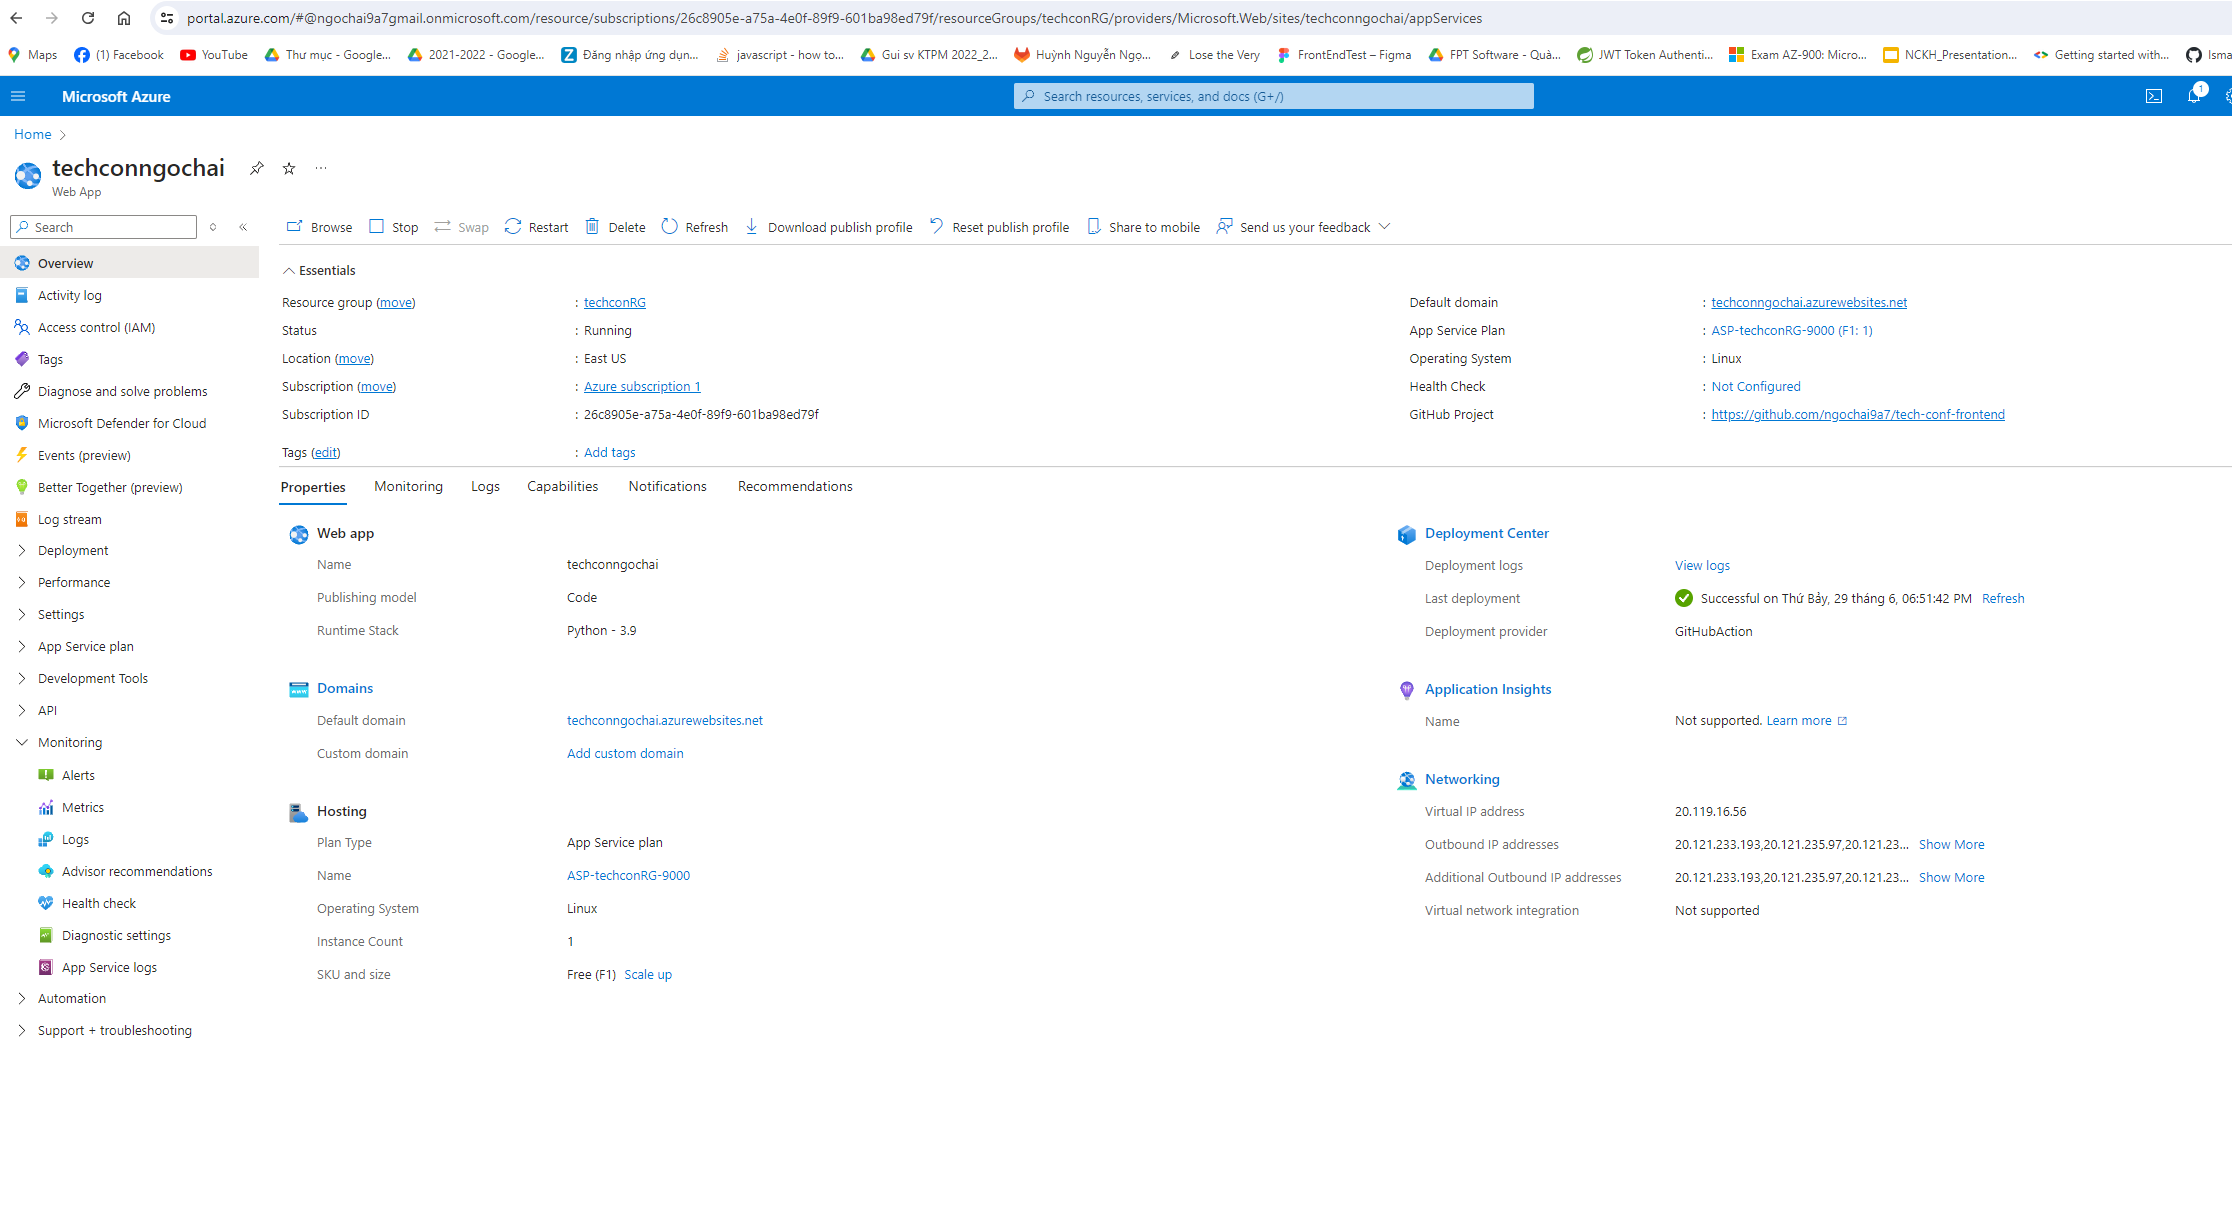 portal.azure.com/#@ngochai9a7gmail.onmicrosoft.com/resource/subscriptions/26c8905e-a75a-4e0f-89f9-601ba98ed79f/resourceGroups/techconRG/providers/Microsoft.Web/sites/techconngochai/appServices
Maps (1) Facebook YouTube Thư mục - Google... 2021-2022 - Google... Đăng nhập ứng dụn... javascript - how to... Gui sv KTPM 2022_2... Huỳnh Nguyễn Ngọ... Lose the Very FrontEndTest – Figma FPT Software - Quà... JWT Token Authenti... Exam AZ-900: Micro... NCKH_Presentation... Getting started with... Isma
Microsoft Azure Search resources, services, and docs (G+/) 1
Home
techconngochai ...
Web App
Search « Browse Stop Swap Restart Delete Refresh Download publish profile Reset publish profile Share to mobile Send us your feedback
Overview
Activity log
Access control (IAM)
Tags
Diagnose and solve problems
Microsoft Defender for Cloud
Events (preview)
Better Together (preview)
Log stream
Deployment
Performance
Settings
App Service plan
Development Tools
API
Monitoring
Alerts
Metrics
Logs
Advisor recommendations
Health check
Diagnostic settings
App Service logs
Automation
Support + troubleshooting
Essentials
Resource group (move) : techconRG
Status : Running
Location (move) : East US
Subscription (move) : Azure subscription 1
Subscription ID : 26c8905e-a75a-4e0f-89f9-601ba98ed79f
Tags (edit) : Add tags
Default domain : techconngochai.azurewebsites.net
App Service Plan : ASP-techconRG-9000 (F1: 1)
Operating System : Linux
Health Check : Not Configured
GitHub Project : https://github.com/ngochai9a7/tech-conf-frontend
Properties Monitoring Logs Capabilities Notifications Recommendations
Web app
Name techconngochai
Publishing model Code
Runtime Stack Python - 3.9
Domains
Default domain techconngochai.azurewebsites.net
Custom domain Add custom domain
Hosting
Plan Type App Service plan
Name ASP-techconRG-9000
Operating System Linux
Instance Count 1
SKU and size Free (F1) Scale up
Deployment Center
Deployment logs View logs
Last deployment Successful on Thứ Bảy, 29 tháng 6, 06:51:42 PM Refresh
Deployment provider GitHubAction
Application Insights
Name Not supported. Learn more
Networking
Virtual IP address 20.119.16.56
Outbound IP addresses 20.121.233.193,20.121.235.97,20.121.23... Show More
Additional Outbound IP addresses 20.121.233.193,20.121.235.97,20.121.23... Show More
Virtual network integration Not supported